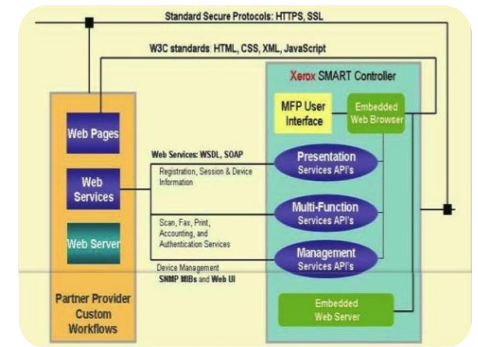 Standard Secure Protocols: HTTPS, SSL
W3C standards: HTML, CSS, XML, JavaScript
Xerox SMART Controller
MFP User
Interface
Embedded
Web Browser
Web Pages
Web Services: WSDL, SOAP
Presentation
Services API's
Registration, Session & Device
Information
Web
Services
Multi-Function
Services API's
Scan, Fax, Print,
Accounting, and
Authentication Services
Web Server
Management
Services API's
Device Management
SNMP MIBs and Web UI
Partner Provider
Custom
Workflows
Embedded
Web Server